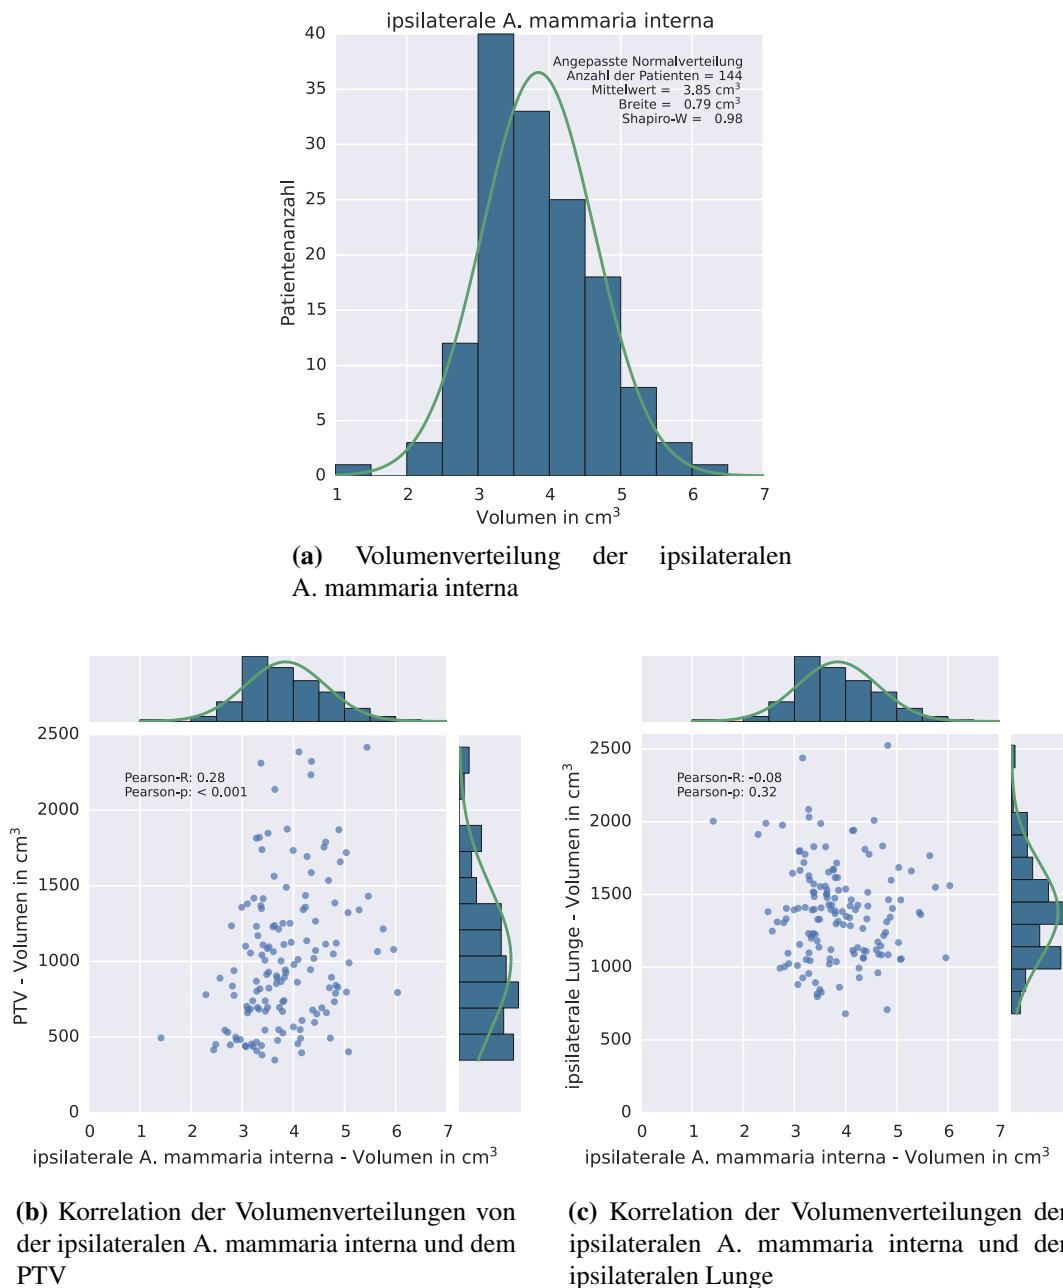 ipsilaterale A. mammaria interna
40
35
30
25
20
15
10
5
0
Patientenanzahl
Angepasste Normalverteilung
Anzahl der Patienten = 144
Mittelwert = 3.85 cm³
Breite = 0.79 cm³
Shapiro-W = 0.98
1 2 3 4 5 6 7
Volumen in cm³
(a) Volumenverteilung der ipsilateralen
A. mammaria interna
2500
2000
1500
1000
500
0
PTV - Volumen in cm³
Pearson-R: 0.28
Pearson-p: < 0.001
0 1 2 3 4 5 6 7
ipsilaterale A. mammaria interna - Volumen in cm³
(b) Korrelation der Volumenverteilungen von
der ipsilateralen A. mammaria interna und dem
PTV
2500
2000
1500
1000
500
0
ipsilaterale Lunge - Volumen in cm³
Pearson-R: -0.08
Pearson-p: 0.32
0 1 2 3 4 5 6 7
ipsilaterale A. mammaria interna - Volumen in cm³
(c) Korrelation der Volumenverteilungen der
ipsilateralen A. mammaria interna und der
ipsilateralen Lunge